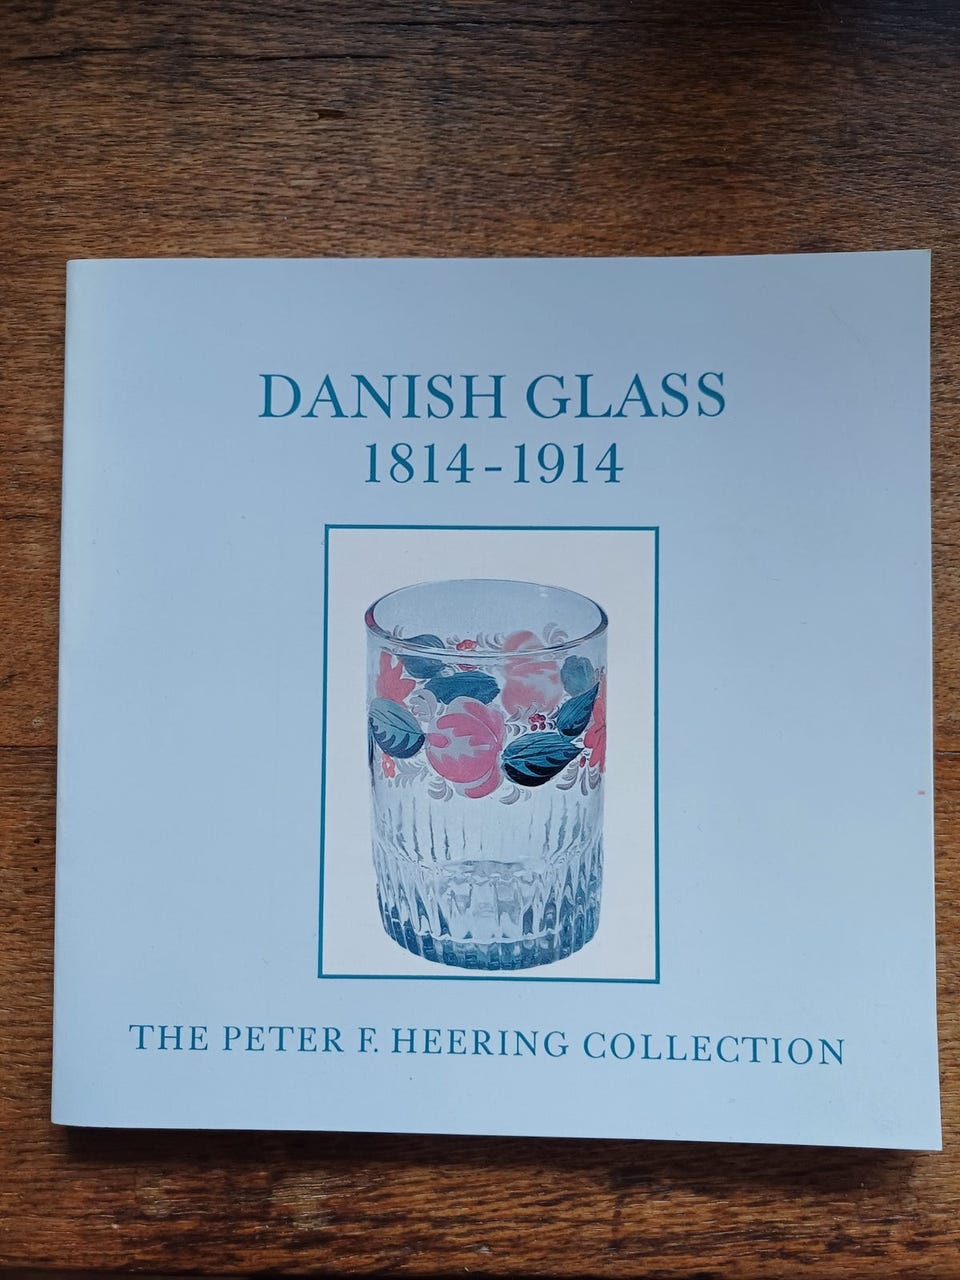 DANISH GLASS
1814-1914
THE PETER F. HEERING COLLECTION